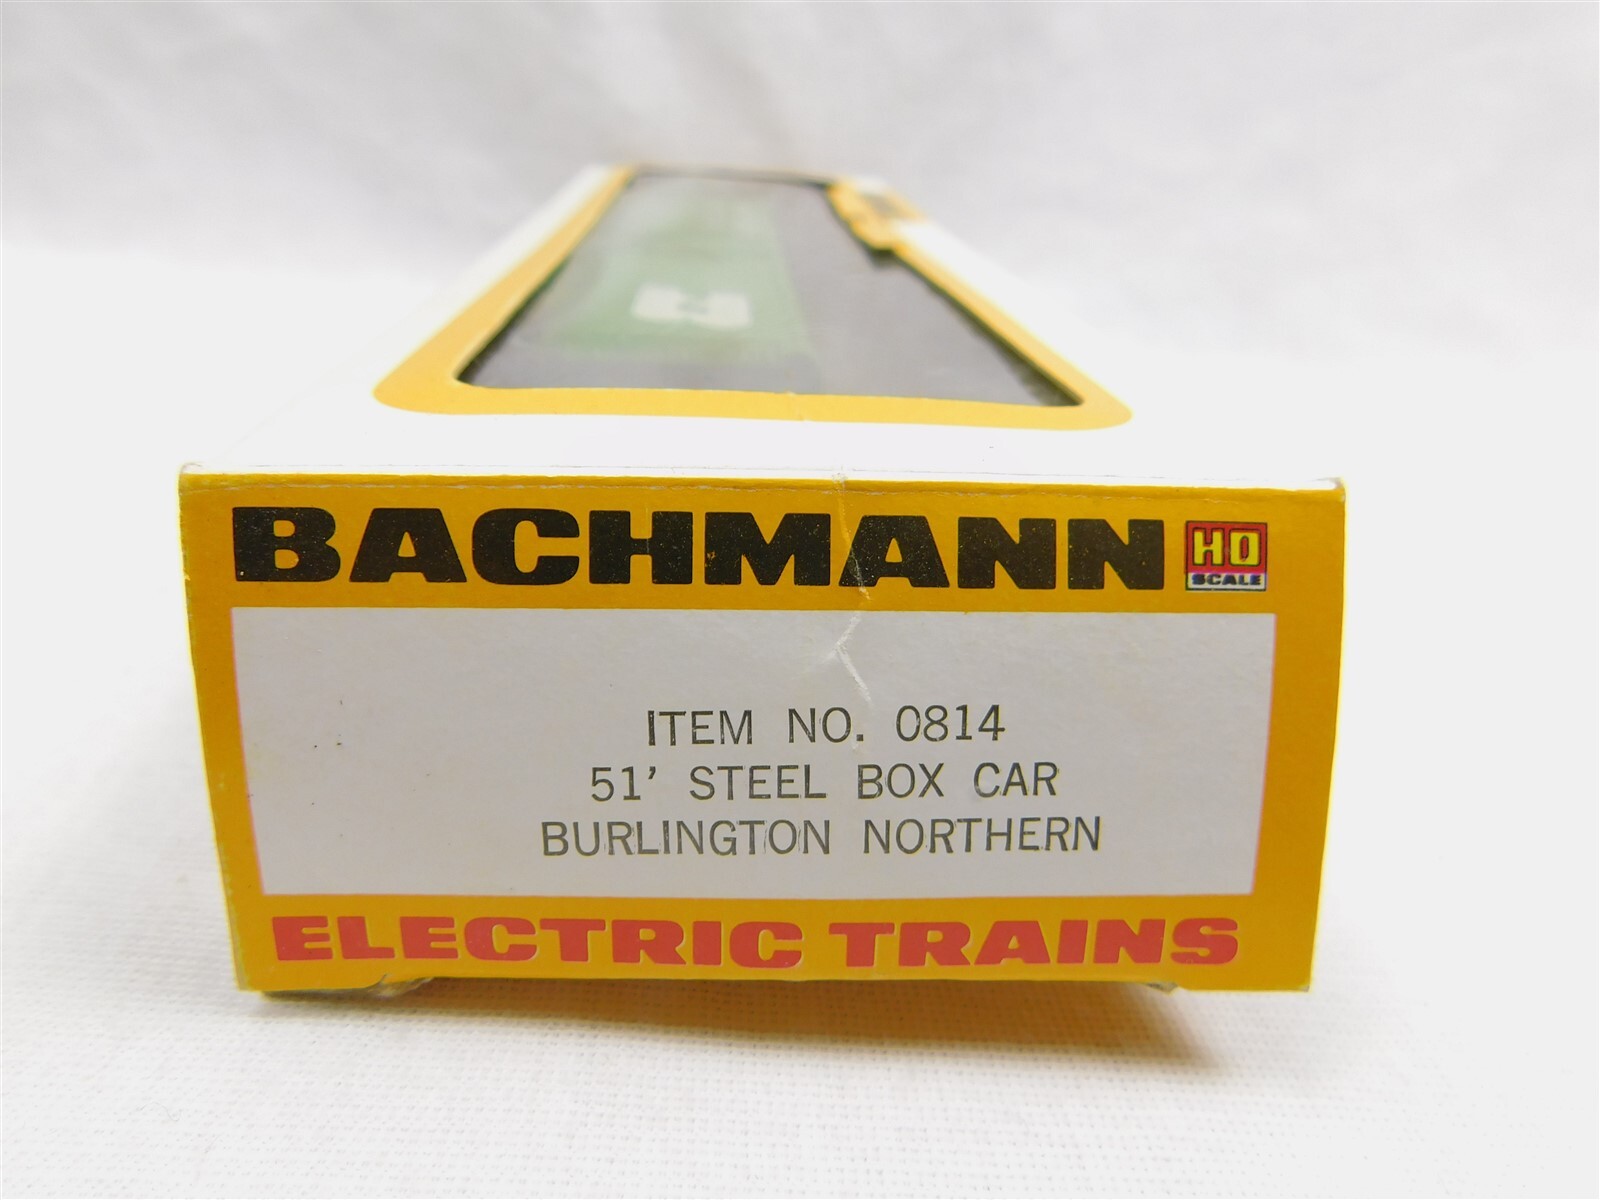 BACHMANN HO SCALE
ITEM NO. 0814
51' STEEL BOX CAR
BURLINGTON NORTHERN
ELECTRIC TRAINS